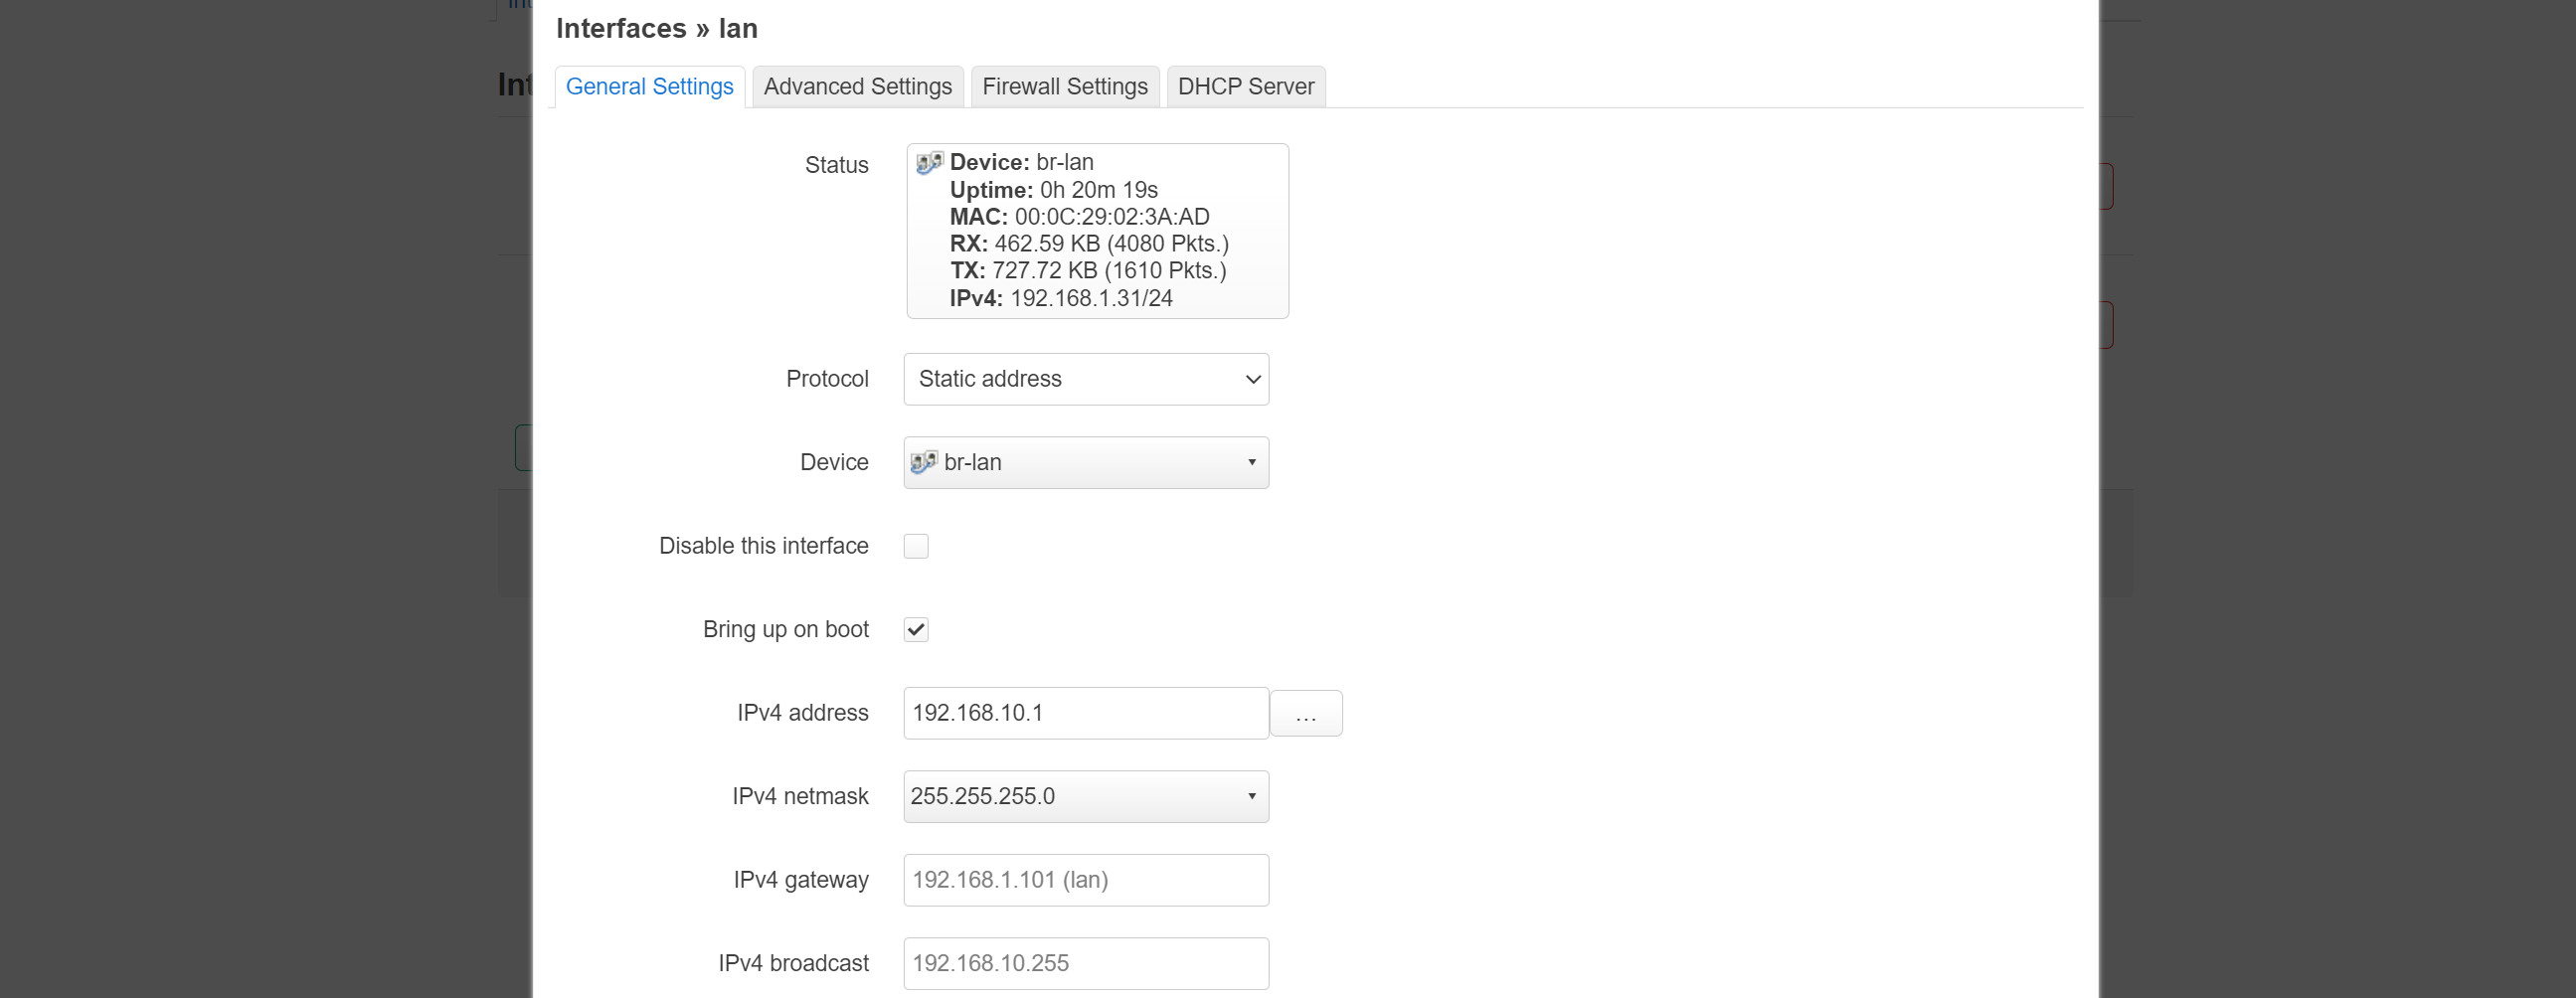 Interfaces » lan
General Settings
Advanced Settings
Firewall Settings
DHCP Server
Int
Status
Device: br-lan
Uptime: 0h 20m 19s
MAC: 00:0C:29:02:3A:AD
RX: 462.59 KB (4080 Pkts.)
TX: 727.72 KB (1610 Pkts.)
IPv4: 192.168.1.31/24
Protocol
Static address
Device
br-lan
Disable this interface
Bring up on boot
IPv4 address
192.168.10.1
...
IPv4 netmask
255.255.255.0
IPv4 gateway
192.168.1.101 (lan)
IPv4 broadcast
192.168.10.255